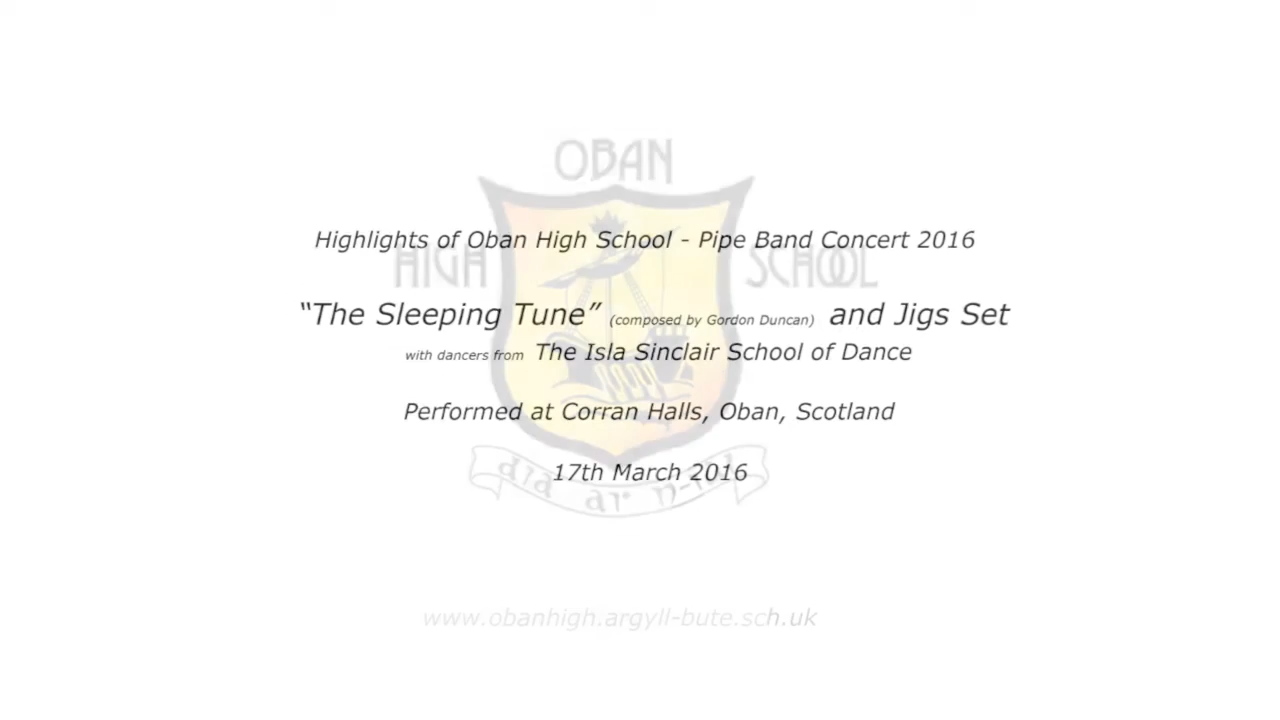 OBAN
Highlights of Oban High School - Pipe Band Concert 2016
HIGH SCHOOL
“The Sleeping Tune” (composed by Gordon Duncan) and Jigs Set
with dancers from The Isla Sinclair School of Dance
Performed at Corran Halls, Oban, Scotland
17th March 2016
dia ar
www.obanhigh.argyll-bute.sch.uk